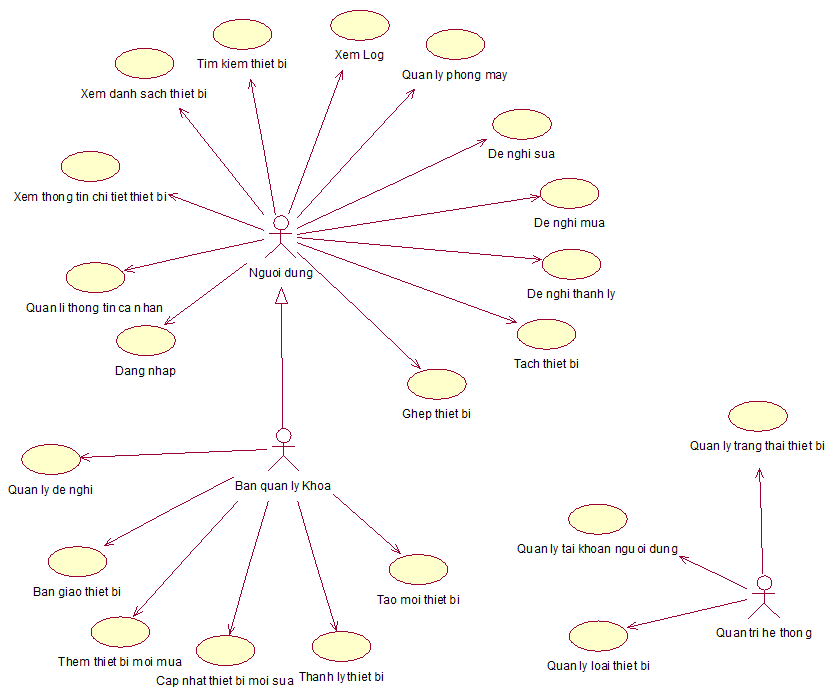 Xem Log
Tim kiem thiet bi
Quan ly phong may
Xem danh sach thiet bi
De nghi sua
Xem thong tin chi tiet thiet bi
De nghi mua
Nguoi dung
De nghi thanh ly
Quan li thong tin ca nhan
Tach thiet bi
Dang nhap
Ghep thiet bi
Quan ly trang thai thiet bi
Ban quan ly Khoa
Quan ly de nghi
Quan ly tai khoan nguoi dung
Ban giao thiet bi
Tao moi thiet bi
Quan tri he thong
Them thiet bi moi mua
Quan ly loai thiet bi
Cap nhat thiet bi moi sua
Thanh ly thiet bi